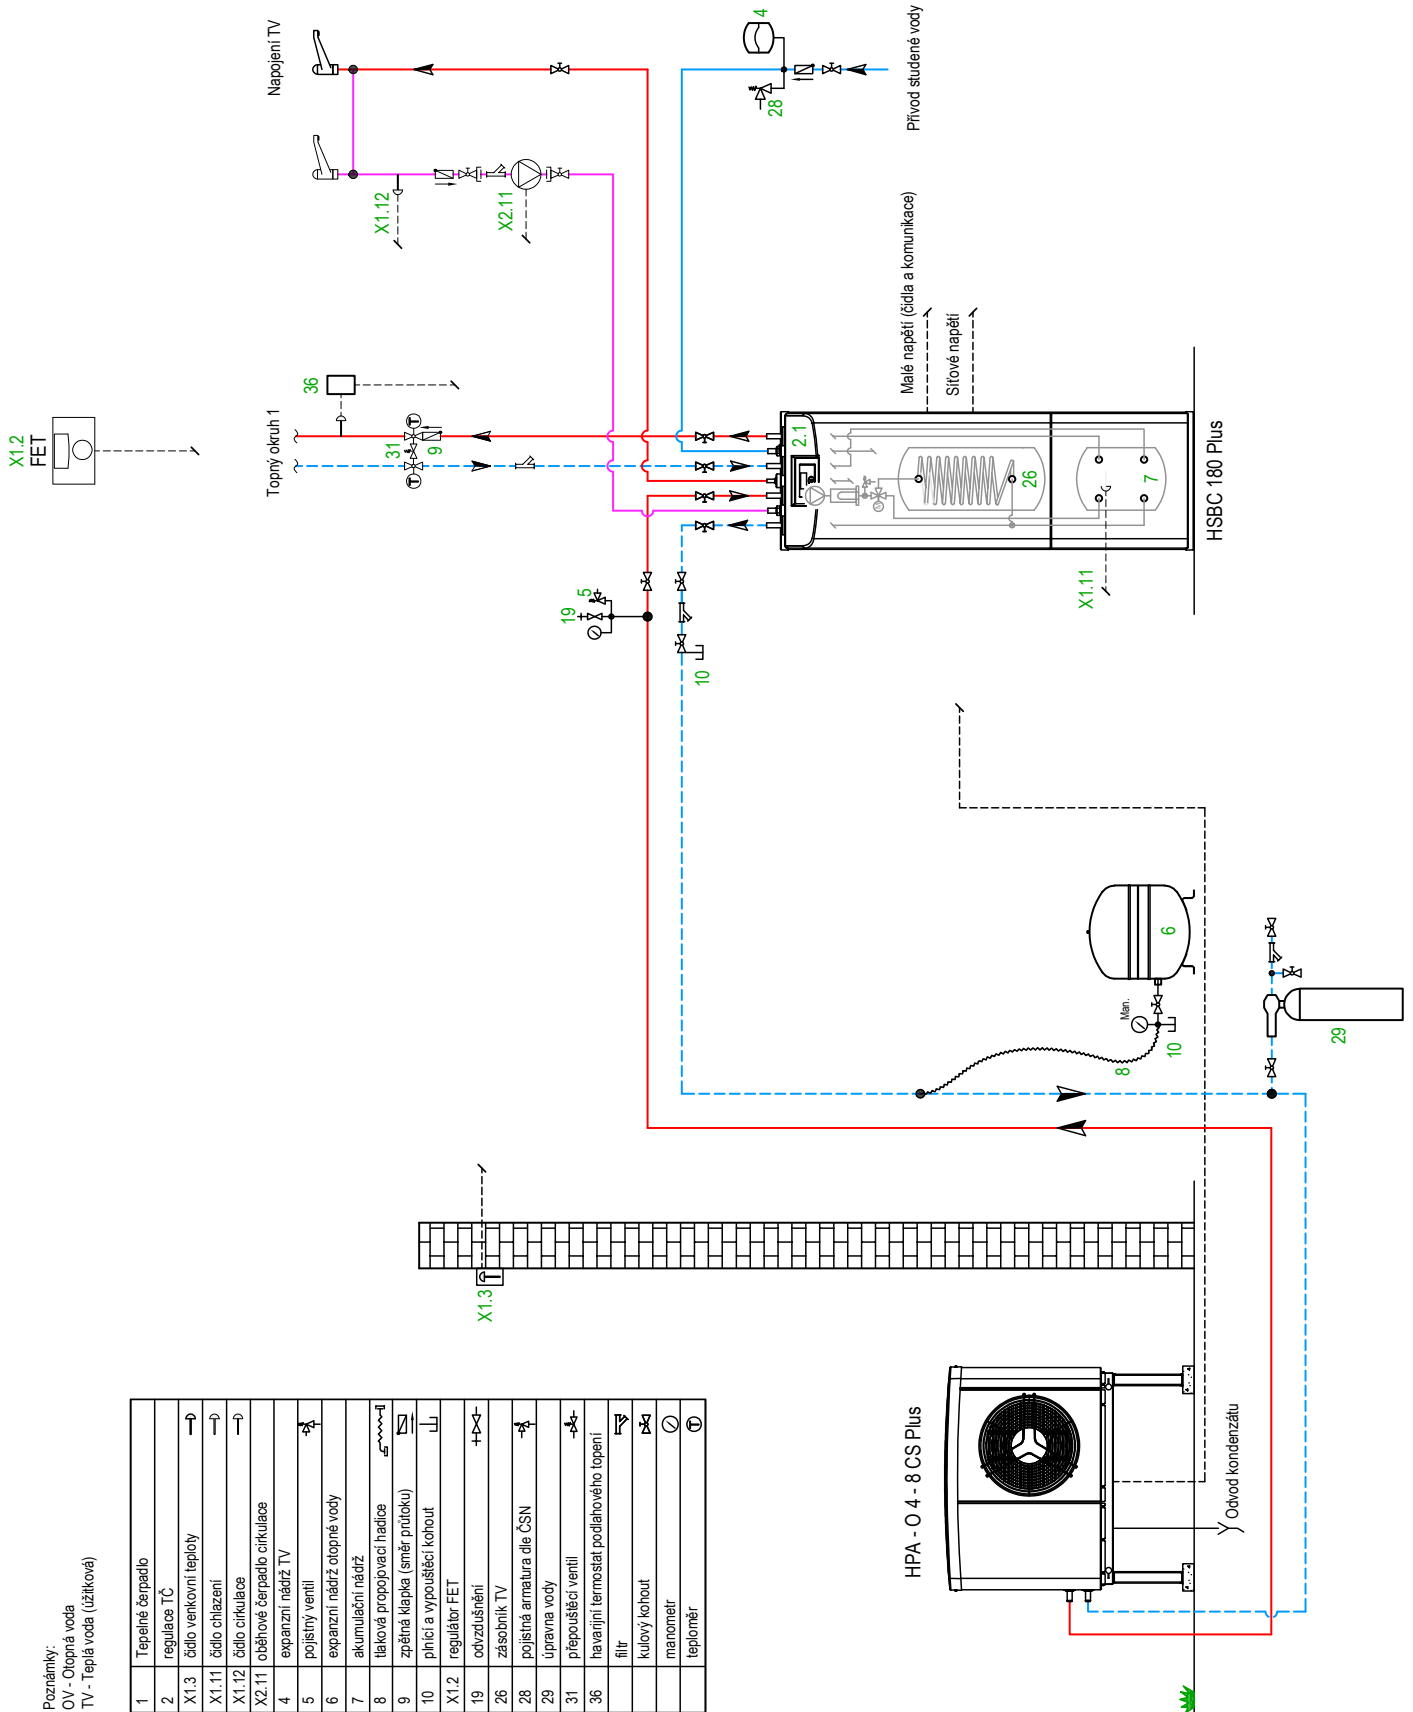 Poznámky:
OV - Otopná voda
TV - Teplá voda (úžitková)
1 Tepelné čerpadlo
2 regulace TČ
X1.3 čidlo venkovní teploty
X1.11 čidlo chlazení
X1.12 čidlo cirkulace
X2.11 oběhové čerpadlo cirkulace
4 expanzní nádrž TV
5 pojistný ventil
6 expanzní nádrž otopné vody
7 akumulační nádrž
8 tlaková propojovací hadice
9 zpětná klapka (směr průtoku)
10 plnící a vypouštěcí kohout
X1.2 regulátor FET
19 odvzdušnění
26 zásobník TV
28 pojistná armatura dle ČSN
29 úpravna vody
31 přepouštěcí ventil
36 havarijní termostat podlahového topení
filtr
kulový kohout
manometr
T teploměr
X1.2
FET
Napojení TV
Topný okruh 1
36
31
9
T
T
X1.12
X2.11
4
28
Přívod studené vody
Malé napětí (čidla a komunikace)
Síťové napětí
2.1
26
7
X1.11
HSBC 180 Plus
19
5
10
6
Man.
8
10
29
X1.3
HPA - O 4 - 8 CS Plus
Odvod kondenzátu